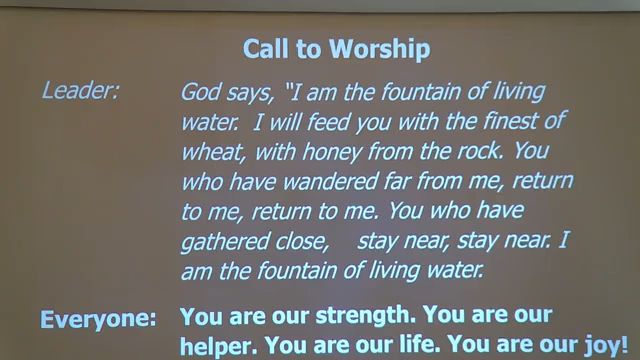 Call to Worship
Leader: God says, "I am the fountain of living
water. I will feed you with the finest of
wheat, with honey from the rock. You
who have wandered far from me, return
to me, return to me. You who have
gathered close, stay near, stay near. I
am the fountain of living water.
Everyone: You are our strength. You are our
helper. You are our life. You are our joy!